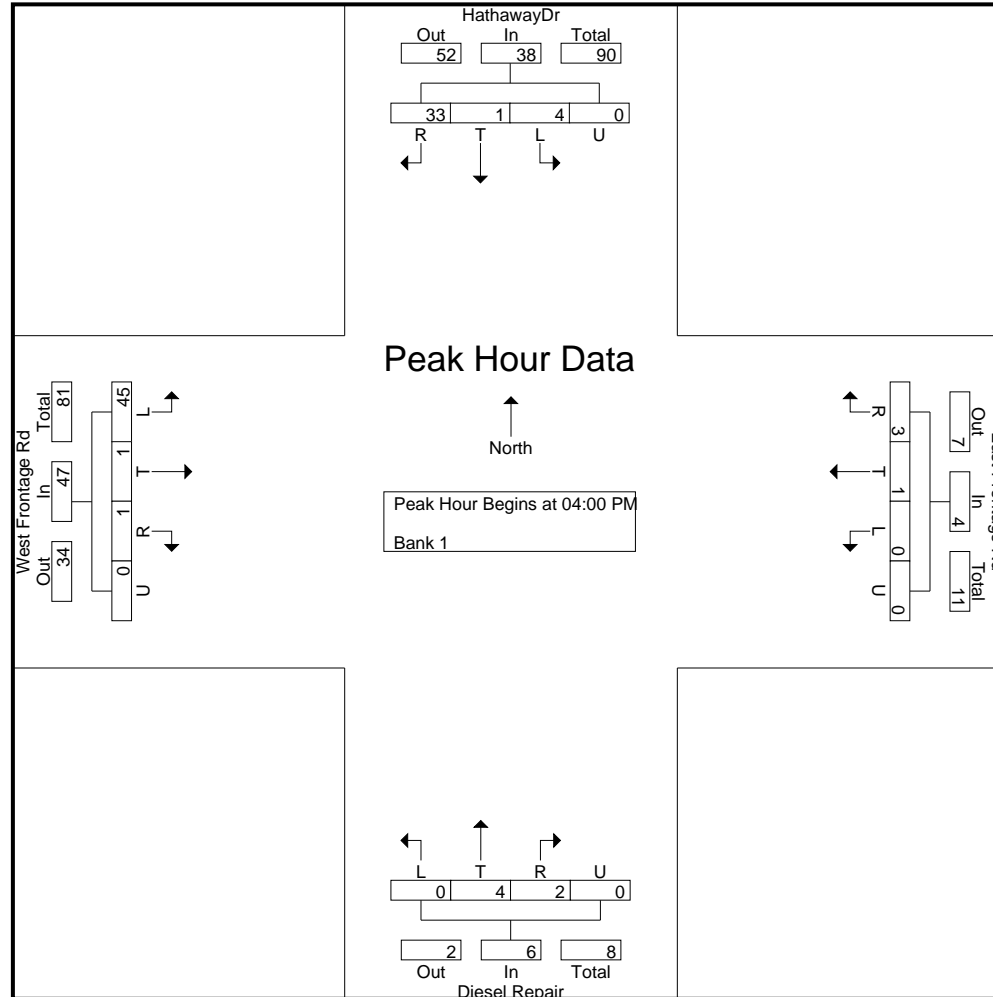 HathawayDr
Out In Total
52 38 90
33 1 4 0
R T L U
Peak Hour Data
North
Peak Hour Begins at 04:00 PM
Bank 1
West Frontage Rd
Out In Total
34 47 81
45 1 1 0
L T R U
R T L U
3 1 0 0
Out In Total
7 4 11
L T R U
0 4 2 0
2 6 8
Out In Total
Diesel Repair